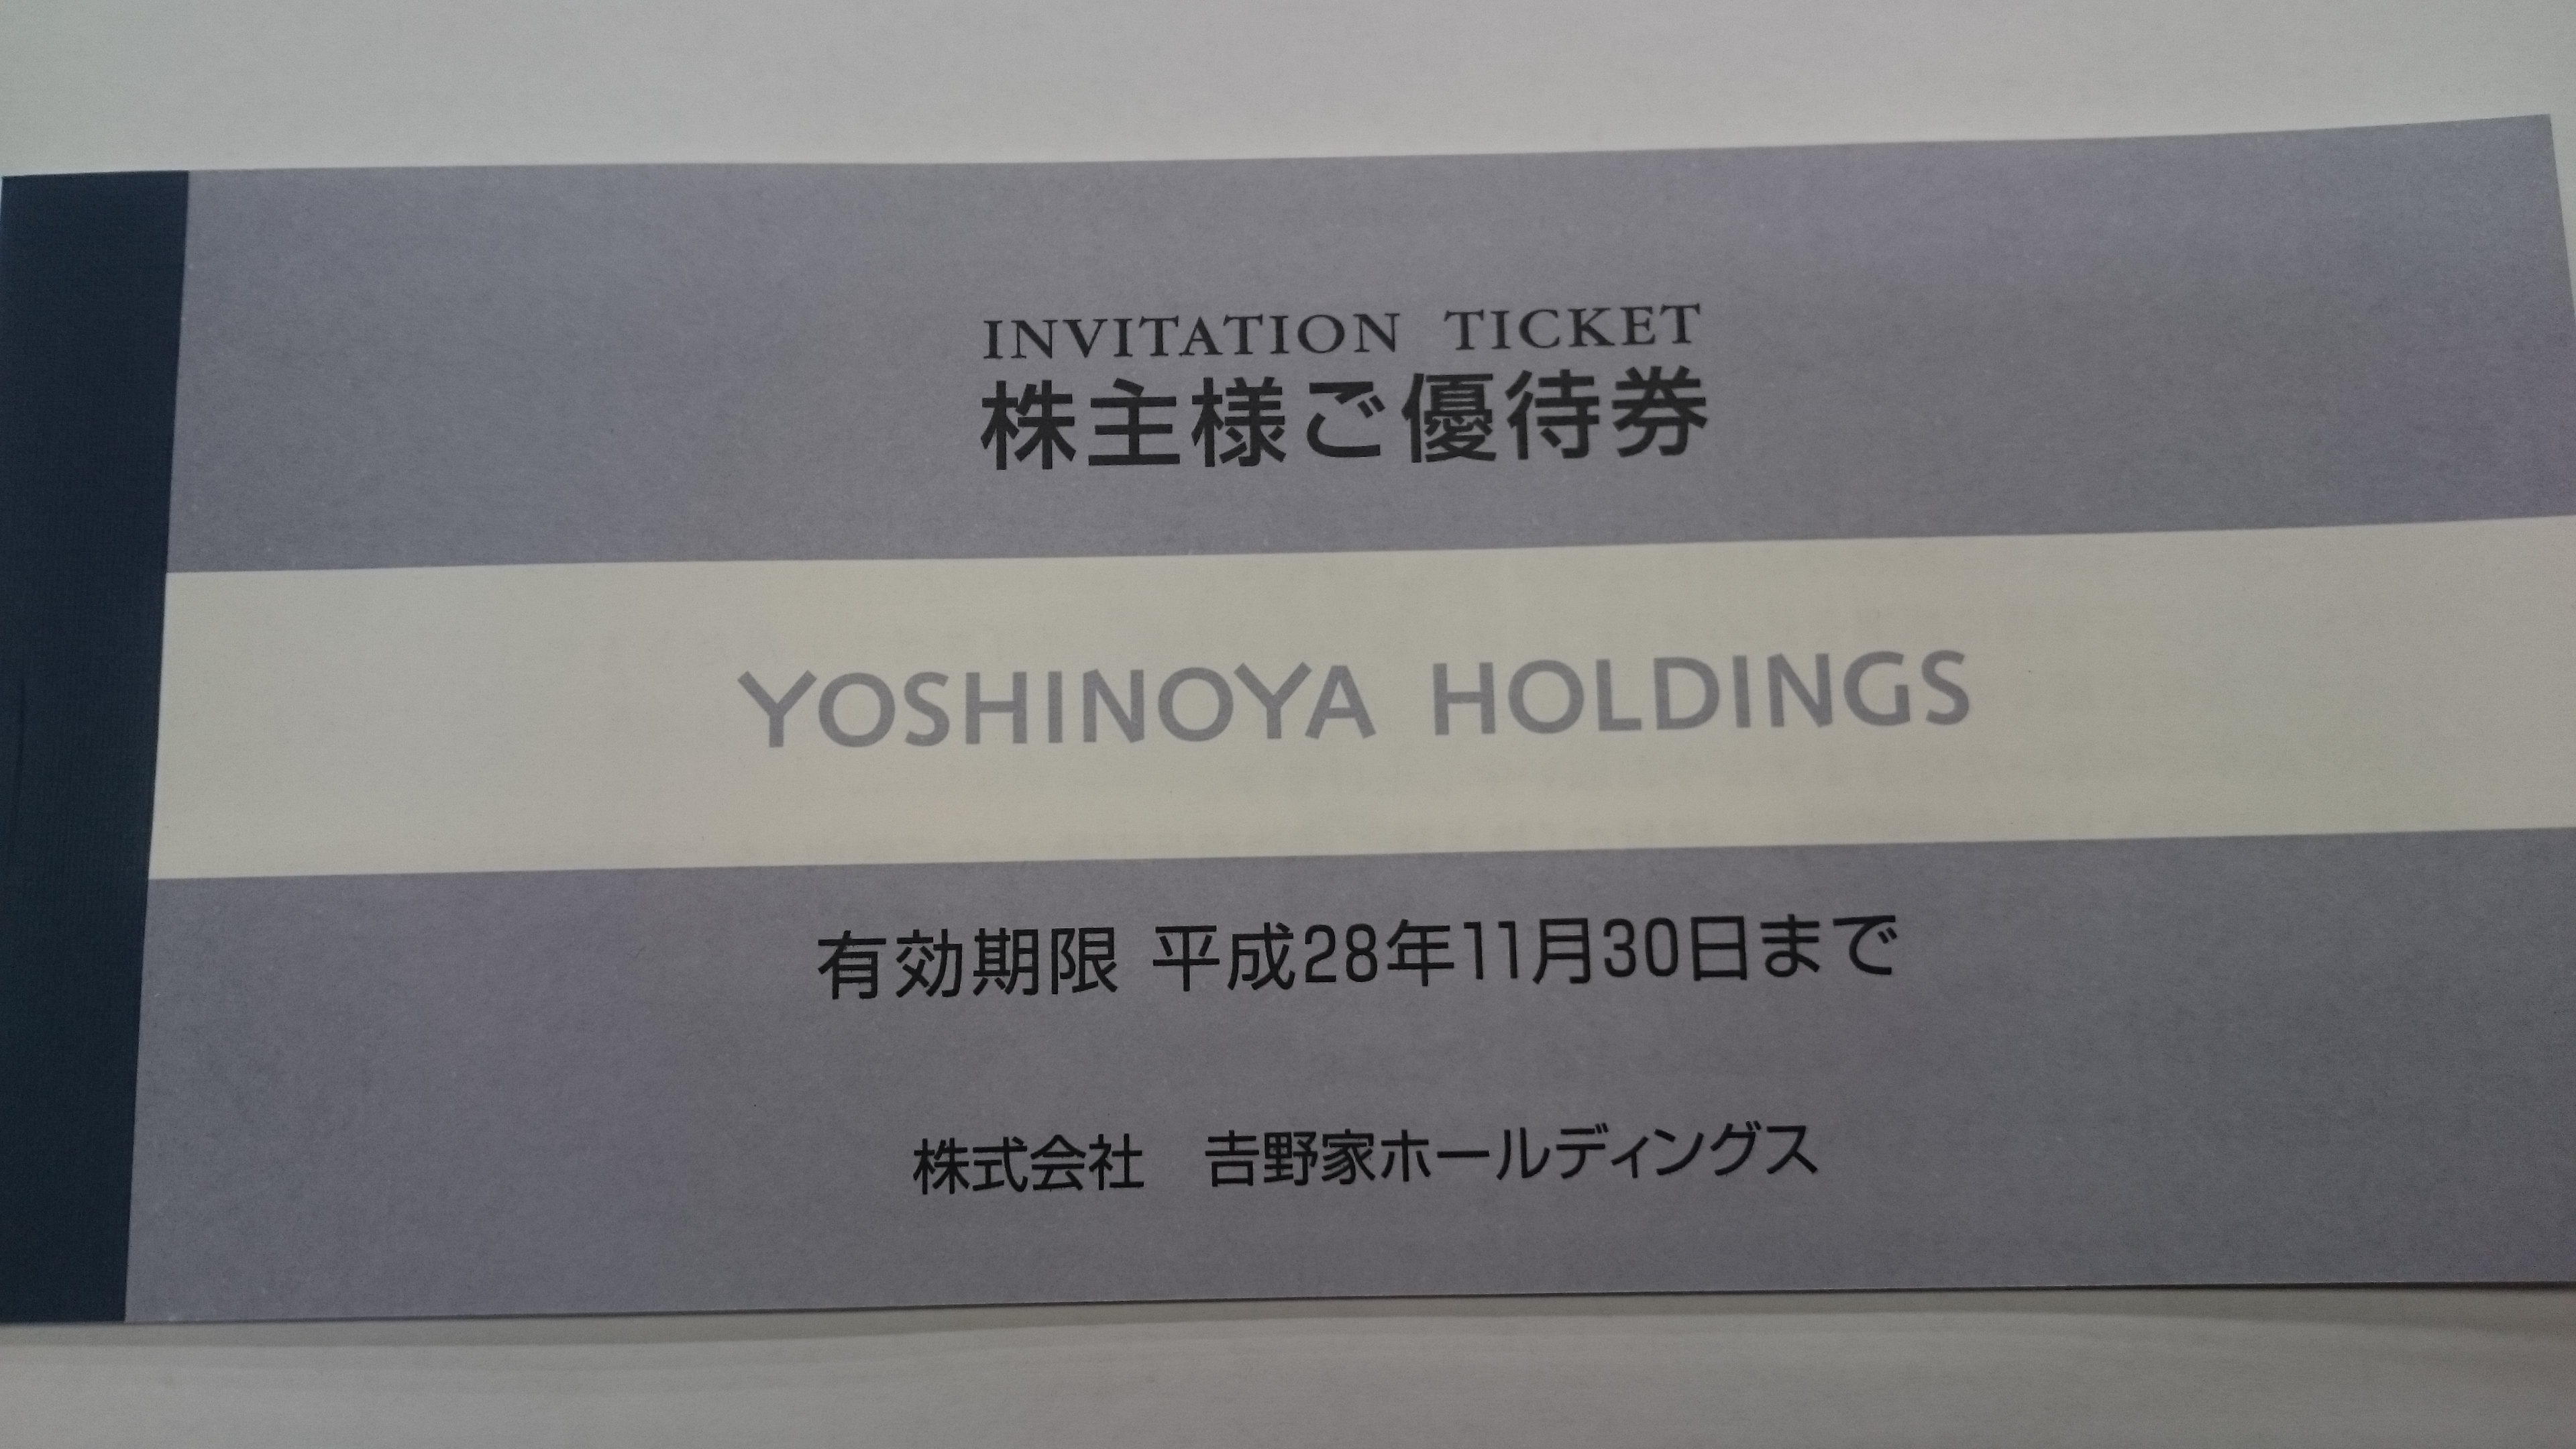 INVITATION TICKET
株主様ご優待券
YOSHINOYA HOLDINGS
有効期限 平成28年11月30日まで
株式会社　𠮷野家ホールディングス